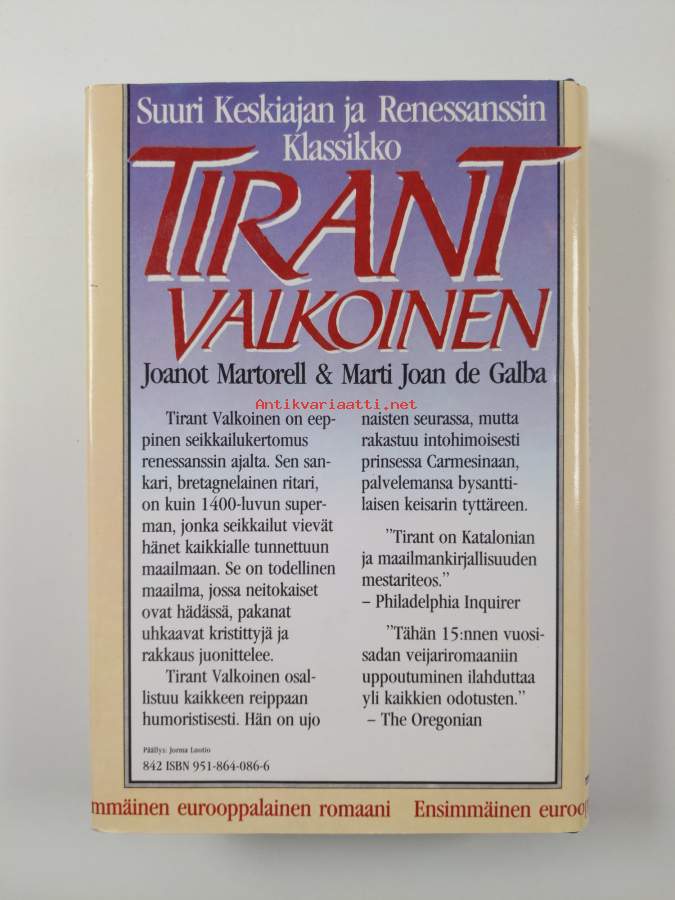 Suuri Keskiajan ja Renessanssin
Klassikko
TIRANT
VALKOINEN
Joanot Martorell & Marti Joan de Galba
Antikvariaatti.net
Tirant Valkoinen on eep-
pinen seikkailukertomus
renessanssin ajalta. Sen san-
kari, bretagnelainen ritari,
on kuin 1400-luvun super-
man, jonka seikkailut vievät
hänet kaikkialle tunnettuun
maailmaan. Se on todellinen
maailma, jossa neitokaiset
ovat hädässä, pakanat
uhkaavat kristittyjä ja
rakkaus juonittelee.
Tirant Valkoinen osal-
listuu kaikkeen reippaan
humoristisesti. Hän on ujo
naisten seurassa, mutta
rakastuu intohimoisesti
prinsessa Carmesinaan,
palvelemansa bysantti-
laisen keisarin tyttäreen.
"Tirant on Katalonian
ja maailmankirjallisuuden
mestariteos."
– Philadelphia Inquirer
"Tähän 15:nnen vuosi-
sadan veijariromaaniin
uppoutuminen ilahduttaa
yli kaikkien odotusten."
– The Oregonian
Päällys: Jorma Luotio
842 ISBN 951-864-086-6
mmäinen eurooppalainen romaani Ensimmäinen euroop